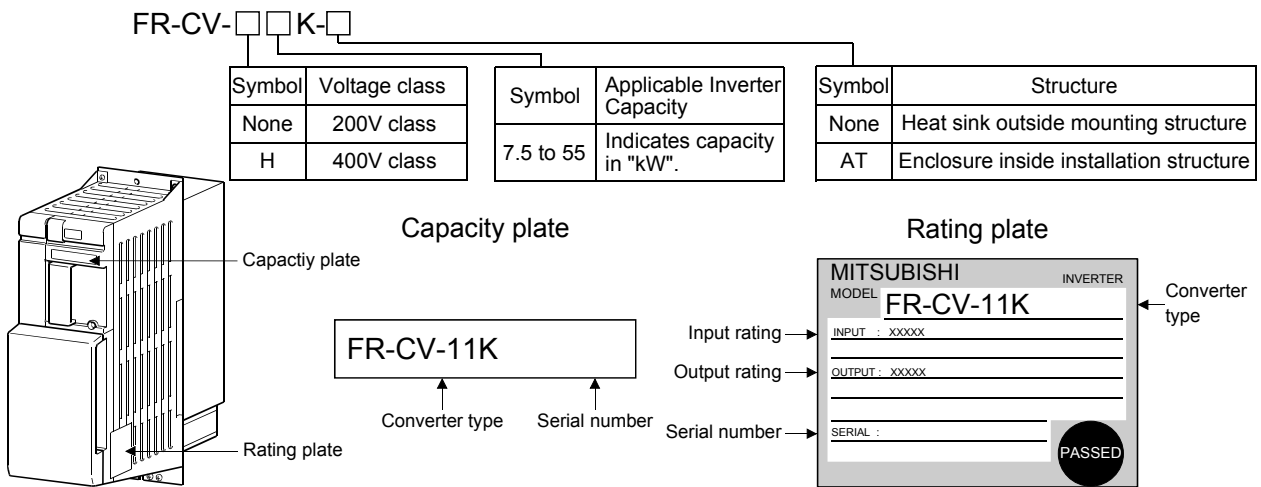 FR-CV-□ □ K-□
Symbol Voltage class
None 200V class
H 400V class
Symbol Applicable Inverter Capacity
7.5 to 55 Indicates capacity in "kW".
Symbol Structure
None Heat sink outside mounting structure
AT Enclosure inside installation structure
Capactiy plate
Rating plate
Capacity plate
FR-CV-11K
Converter type
Serial number
Rating plate
MITSUBISHI INVERTER
MODEL FR-CV-11K
INPUT : XXXXX
OUTPUT : XXXXX
SERIAL :
PASSED
Input rating
Output rating
Serial number
Converter
type